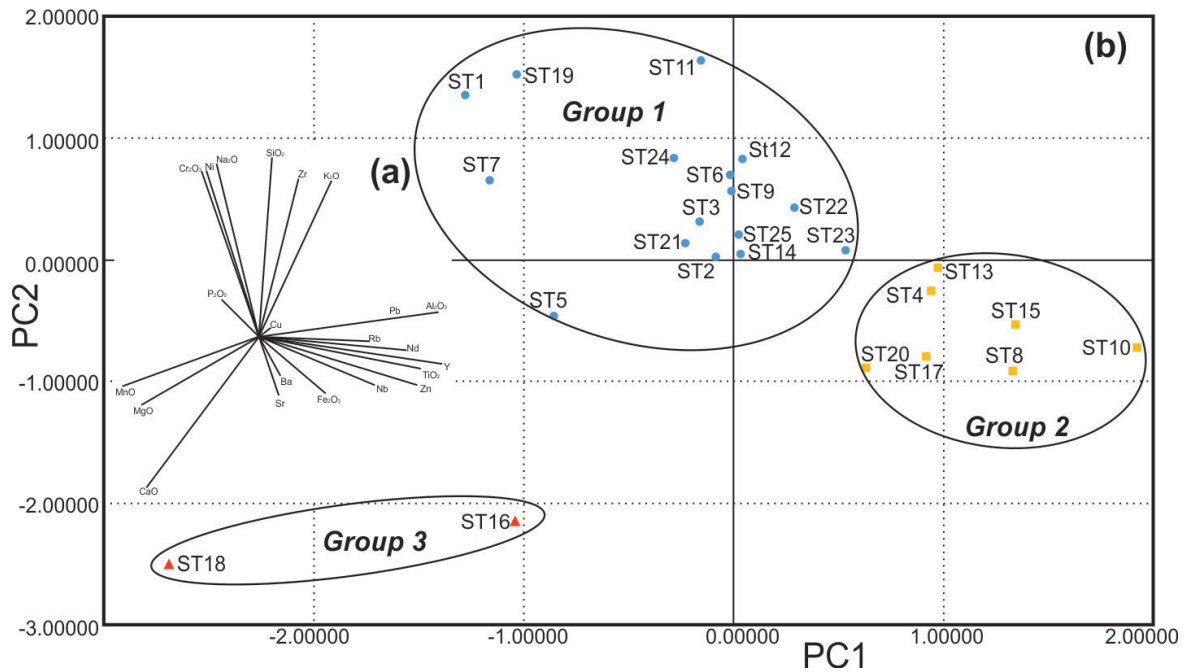 2.00000
(b)
ST11
ST1
ST19
Group 1
1.00000
SiO₂
Na₂O
Ni
Cr₂O₃
Zr
K₂O
(a)
ST24
St12
ST7
ST6
ST9
ST3
ST22
ST21
ST25
ST23
ST14
ST2
0.00000
PC2
ST13
P₂O₅
ST5
ST4
Pb
Al₂O₃
Cu
ST15
Rb
Nd
ST20
ST8
ST10
Y
ST17
TiO₂
-1.00000
MnO
Ba
Nb
Zn
MgO
Sr
Fe₂O₃
Group 2
CaO
-2.00000
ST16
Group 3
ST18
-3.00000
-2.00000
-1.00000
0.00000
1.00000
2.00000
PC1